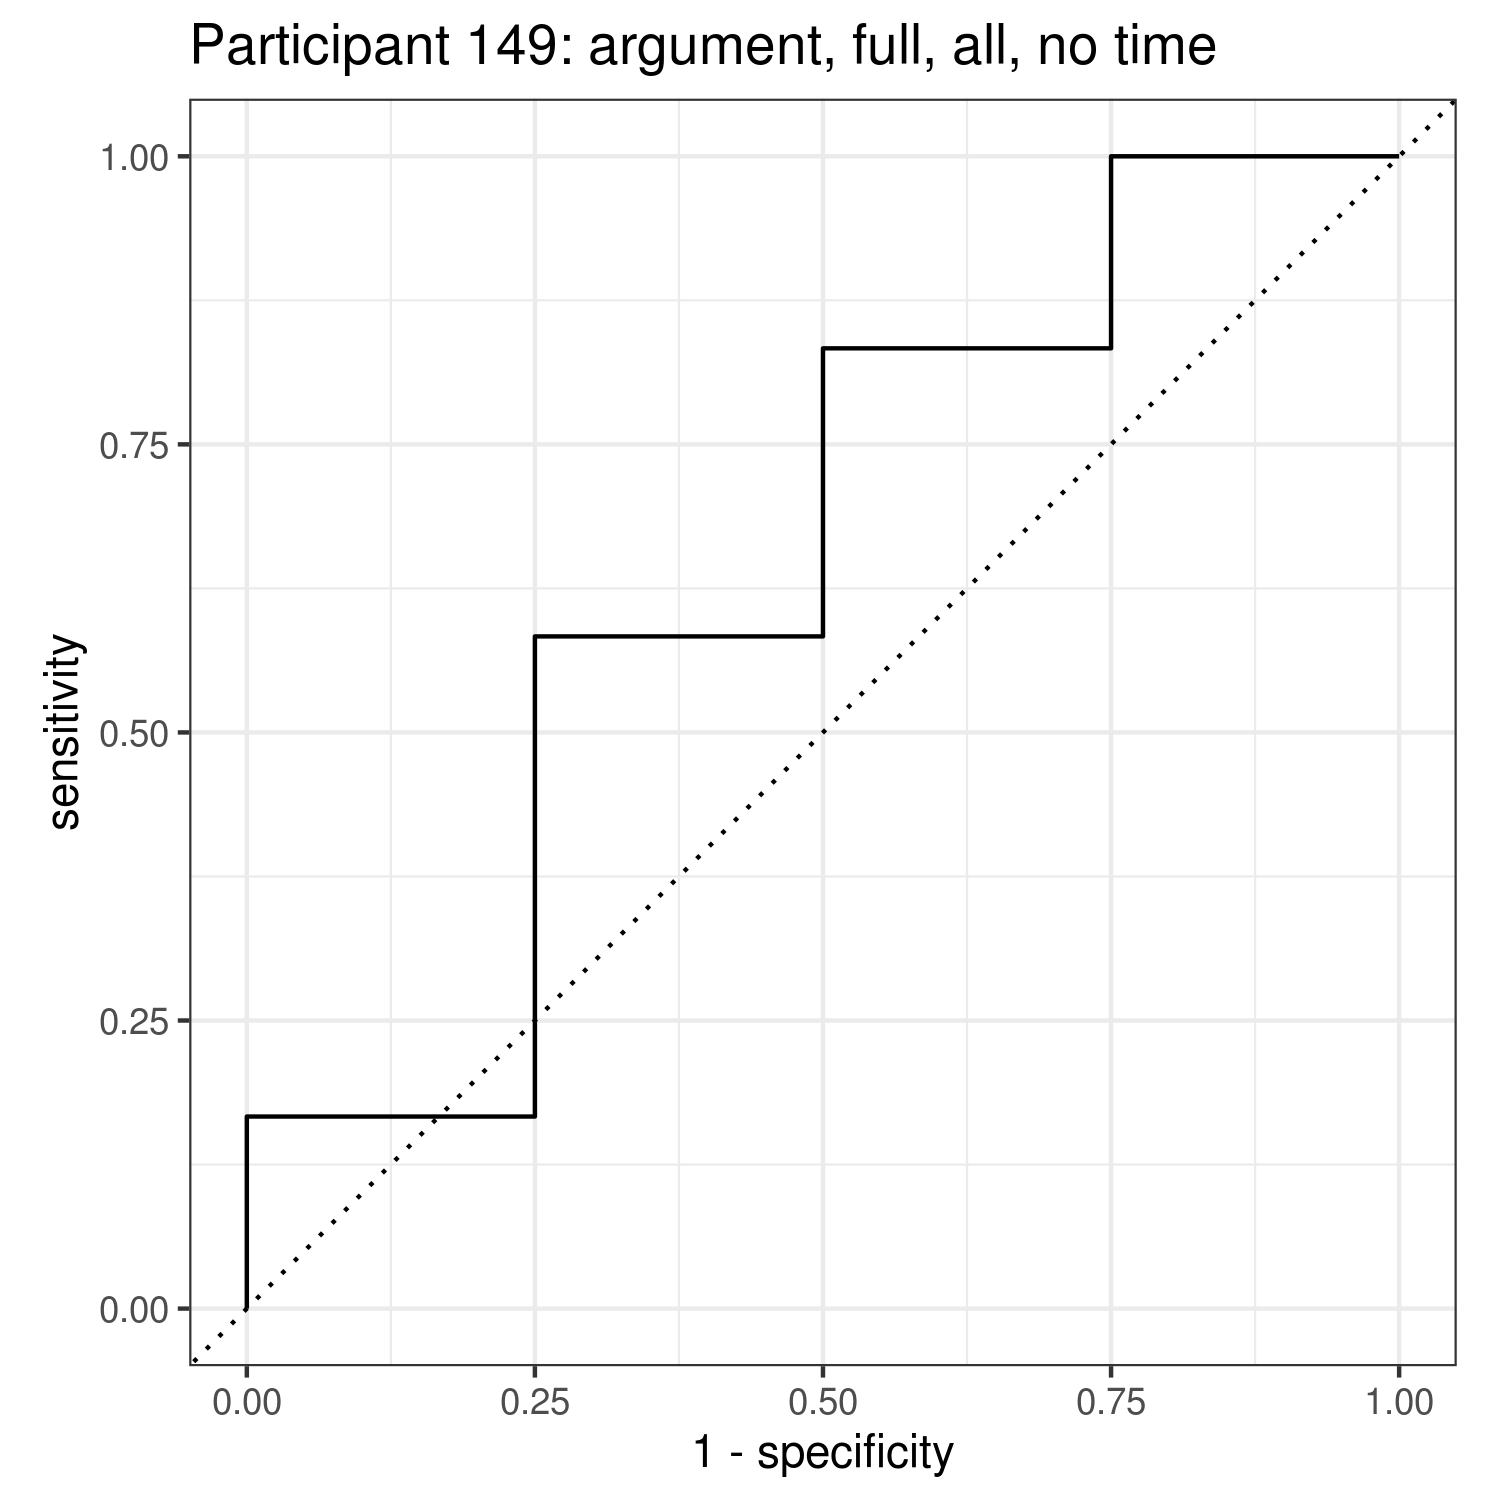 Participant 149: argument, full, all, no time
1.00
0.75
0.50
0.25
0.00
sensitivity
0.00 0.25 0.50 0.75 1.00
1 - specificity